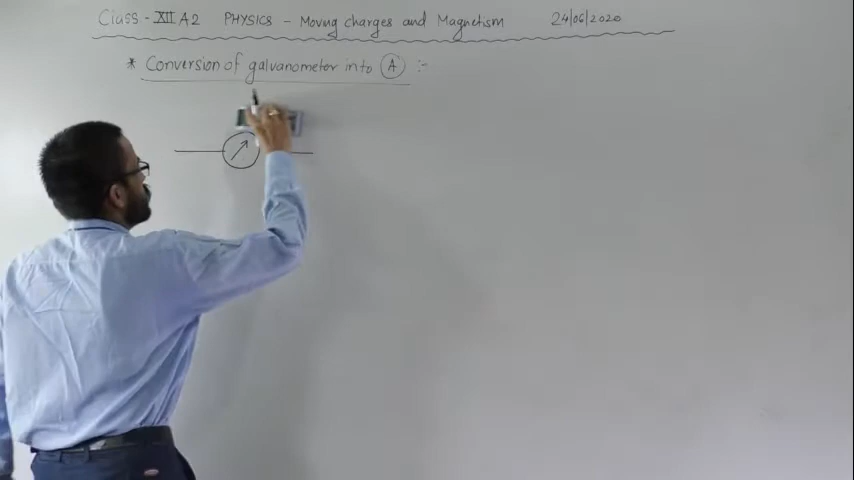 Class - XII A2 PHYSICS - Moving charges and Magnetism 24/06/2020
* Conversion of galvanometer into A :-